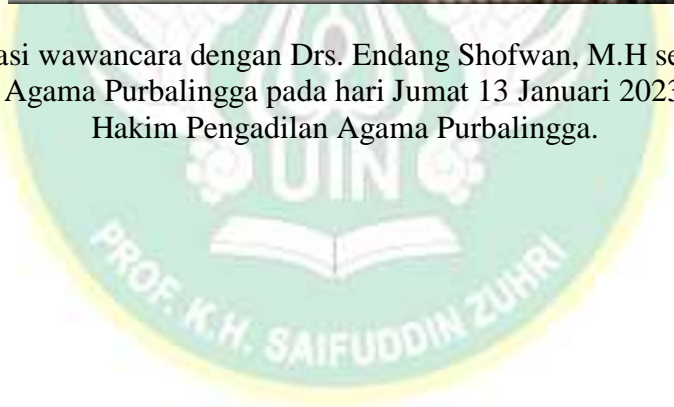 asi wawancara dengan Drs. Endang Shofwan, M.H se
Agama Purbalingga pada hari Jumat 13 Januari 2023
Hakim Pengadilan Agama Purbalingga.
UIN
PROF. K.H. SAIFUDDIN ZUHRI